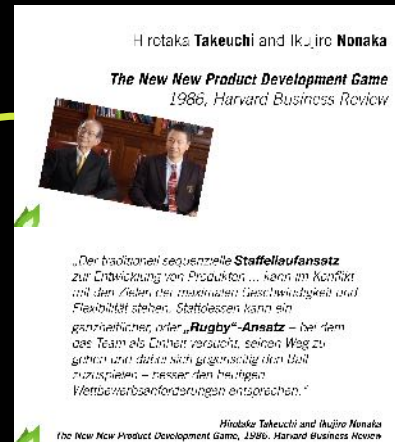 Hirotaka Takeuchi and Ikujiro Nonaka
The New New Product Development Game
1986, Harvard Business Review
„Der traditionell sequenzielle Staffellaufansatz
zur Entwicklung von Produkten ... kann im Konflikt
mit den Zielen der maximalen Geschwindigkeit und
Flexibilität stehen. Stattdessen kann ein
ganzheitlicher, oder „Rugby“-Ansatz – bei dem
das Team als Einheit versucht, seinen Weg zu
gehen und dabei sich gegenseitig den Ball
zuzuspielen – besser den heutigen
Wettbewerbsanforderungen entsprechen.“
Hirotaka Takeuchi and Ikujiro Nonaka
The New New Product Development Game, 1986. Harvard Business Review